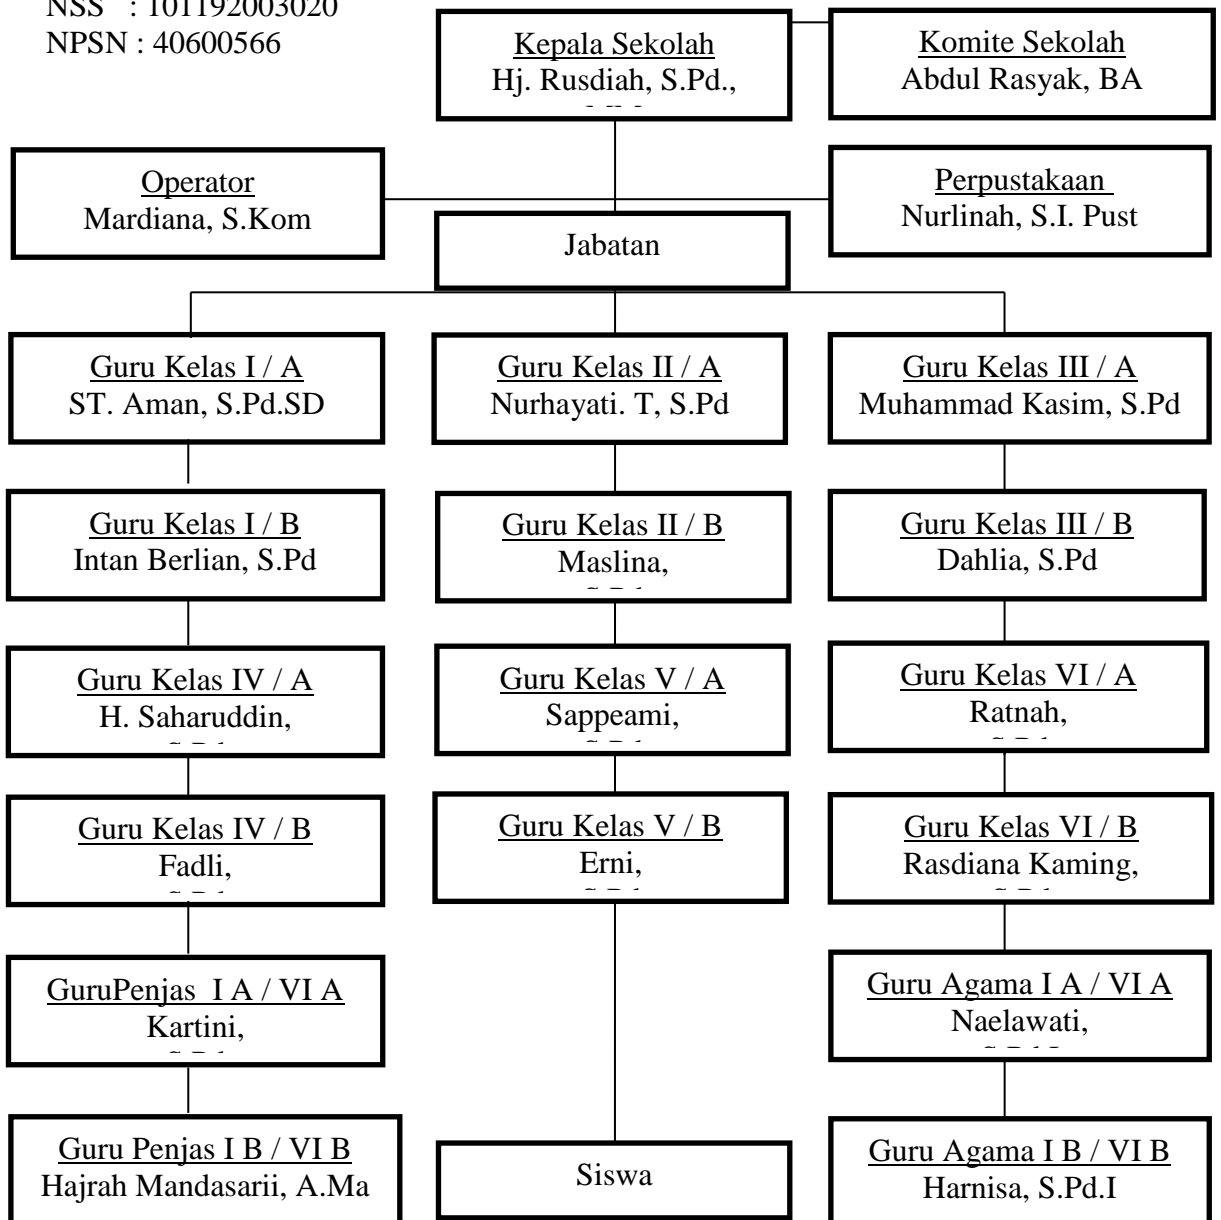 NSS : 101192003020
NPSN : 40600566
Kepala Sekolah
Hj. Rusdiah, S.Pd.,
Komite Sekolah
Abdul Rasyak, BA
Operator
Mardiana, S.Kom
Perpustakaan
Nurlinah, S.I. Pust
Jabatan
Guru Kelas I / A
ST. Aman, S.Pd.SD
Guru Kelas II / A
Nurhayati. T, S.Pd
Guru Kelas III / A
Muhammad Kasim, S.Pd
Guru Kelas I / B
Intan Berlian, S.Pd
Guru Kelas II / B
Maslina,
Guru Kelas III / B
Dahlia, S.Pd
Guru Kelas IV / A
H. Saharuddin,
Guru Kelas V / A
Sappeami,
Guru Kelas VI / A
Ratnah,
Guru Kelas IV / B
Fadli,
Guru Kelas V / B
Erni,
Guru Kelas VI / B
Rasdiana Kaming,
GuruPenjas I A / VI A
Kartini,
Guru Agama I A / VI A
Naelawati,
Guru Penjas I B / VI B
Hajrah Mandasarii, A.Ma
Siswa
Guru Agama I B / VI B
Harnisa, S.Pd.I